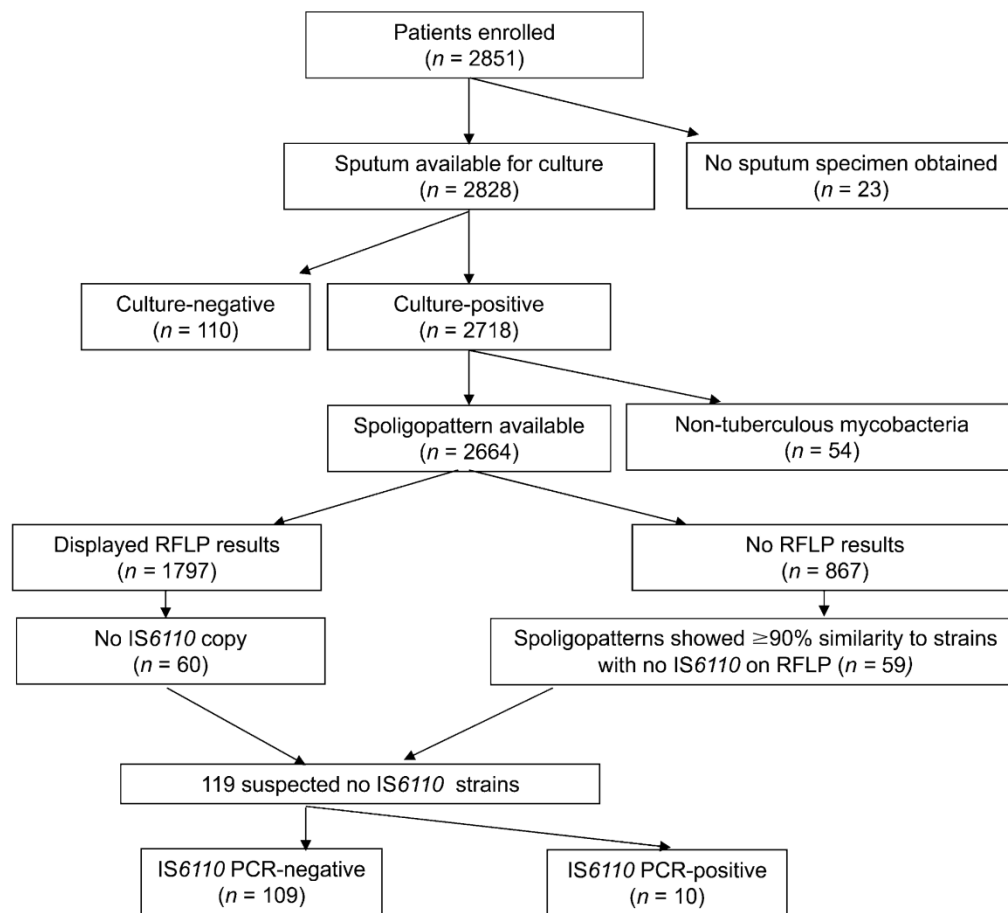 Patients enrolled
(n = 2851)
Sputum available for culture
(n = 2828)
No sputum specimen obtained
(n = 23)
Culture-negative
(n = 110)
Culture-positive
(n = 2718)
Spoligopattern available
(n = 2664)
Non-tuberculous mycobacteria
(n = 54)
Displayed RFLP results
(n = 1797)
No RFLP results
(n = 867)
No IS6110 copy
(n = 60)
Spoligopatterns showed ≥90% similarity to strains
with no IS6110 on RFLP (n = 59)
119 suspected no IS6110 strains
IS6110 PCR-negative
(n = 109)
IS6110 PCR-positive
(n = 10)